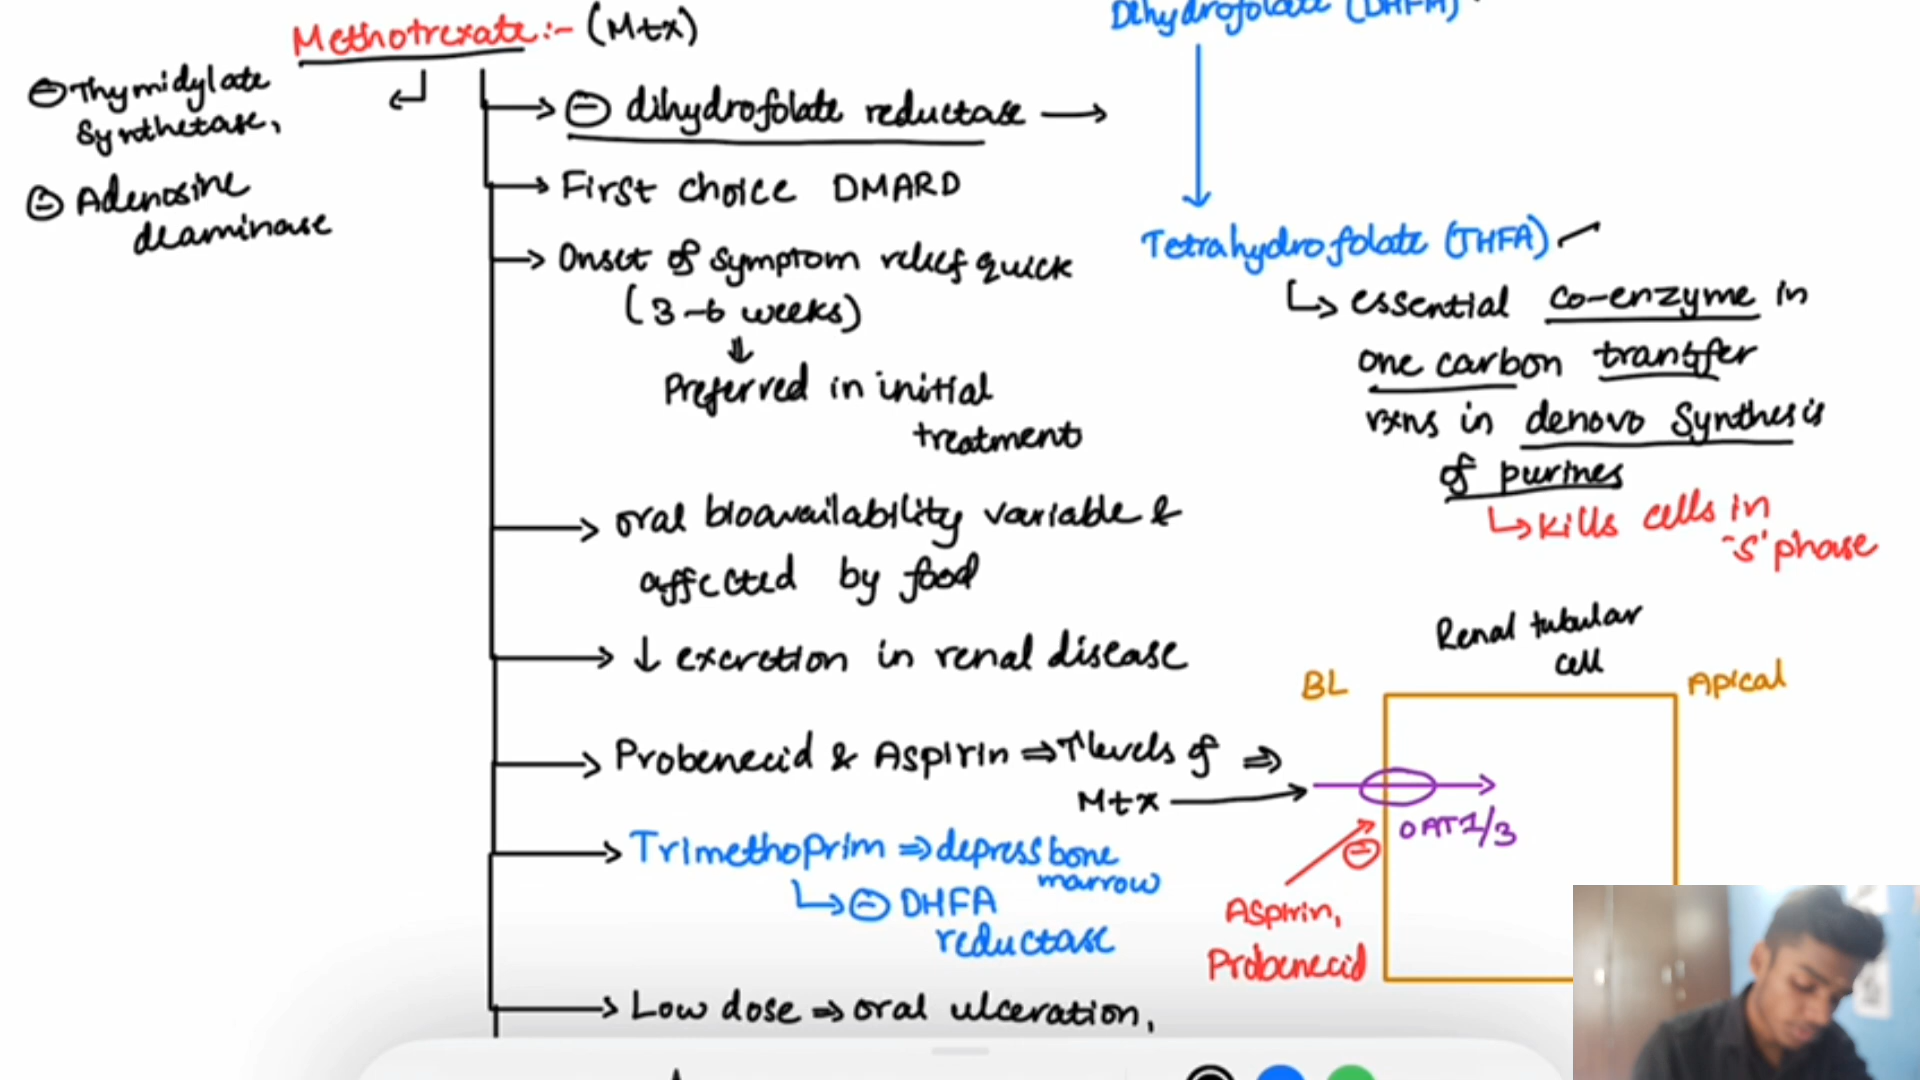 Methotrexate:- (Mtx)
⊖ Thymidylate
synthetase,
⊖ Adenosine
deaminase
⊖ dihydrofolate reductase →
First choice DMARD
Onset of symptom relief quick
(3-6 weeks)
⇓
Preferred in initial
treatment
oral bioavailability variable &
affected by food
↓ excretion in renal disease
Probenecid & Aspirin ⇒ ↑levels of ⇒
Mtx →
Trimethoprim ⇒ depress bone
marrow
↳ ⊖ DHFA
reductase
Low dose ⇒ oral ulceration,
Dihydrofolate (DHFA)
Tetrahydrofolate (THFA)
↳ essential co-enzyme in
one carbon transfer
rxns in denovo synthesis
of purines
↳ kills cells in
's' phase
Renal tubular
cell
BL
Apical
OAT1/3
⊖
Aspirin,
Probenecid